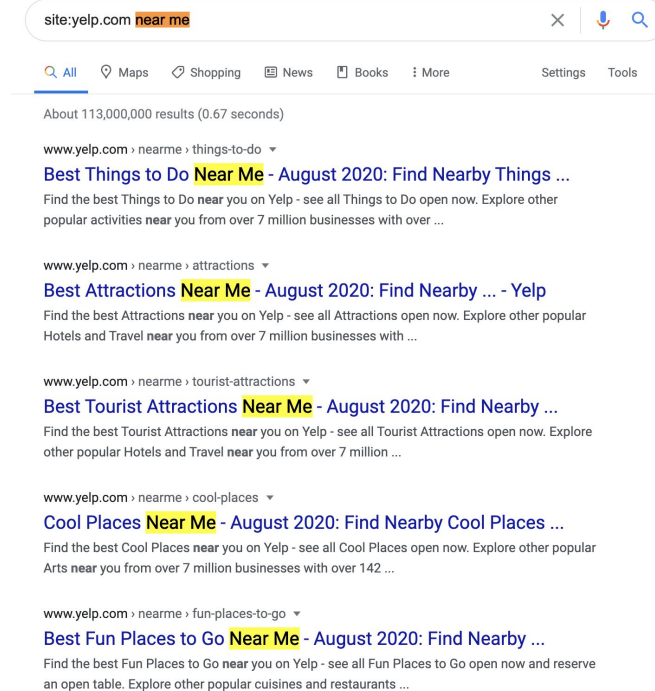 site:yelp.com near me
All Maps Shopping News Books More Settings Tools
About 113,000,000 results (0.67 seconds)
www.yelp.com › nearme › things-to-do
Best Things to Do Near Me - August 2020: Find Nearby Things ...
Find the best Things to Do near you on Yelp - see all Things to Do open now. Explore other
popular activities near you from over 7 million businesses with over ...
www.yelp.com › nearme › attractions
Best Attractions Near Me - August 2020: Find Nearby ... - Yelp
Find the best Attractions near you on Yelp - see all Attractions open now. Explore other popular
Hotels and Travel near you from over 7 million businesses with ...
www.yelp.com › nearme › tourist-attractions
Best Tourist Attractions Near Me - August 2020: Find Nearby ...
Find the best Tourist Attractions near you on Yelp - see all Tourist Attractions open now. Explore
other popular Hotels and Travel near you from over 7 million ...
www.yelp.com › nearme › cool-places
Cool Places Near Me - August 2020: Find Nearby Cool Places ...
Find the best Cool Places near you on Yelp - see all Cool Places open now. Explore other popular
Arts near you from over 7 million businesses with over 142 ...
www.yelp.com › nearme › fun-places-to-go
Best Fun Places to Go Near Me - August 2020: Find Nearby ...
Find the best Fun Places to Go near you on Yelp - see all Fun Places to Go open now and reserve
an open table. Explore other popular cuisines and restaurants ...